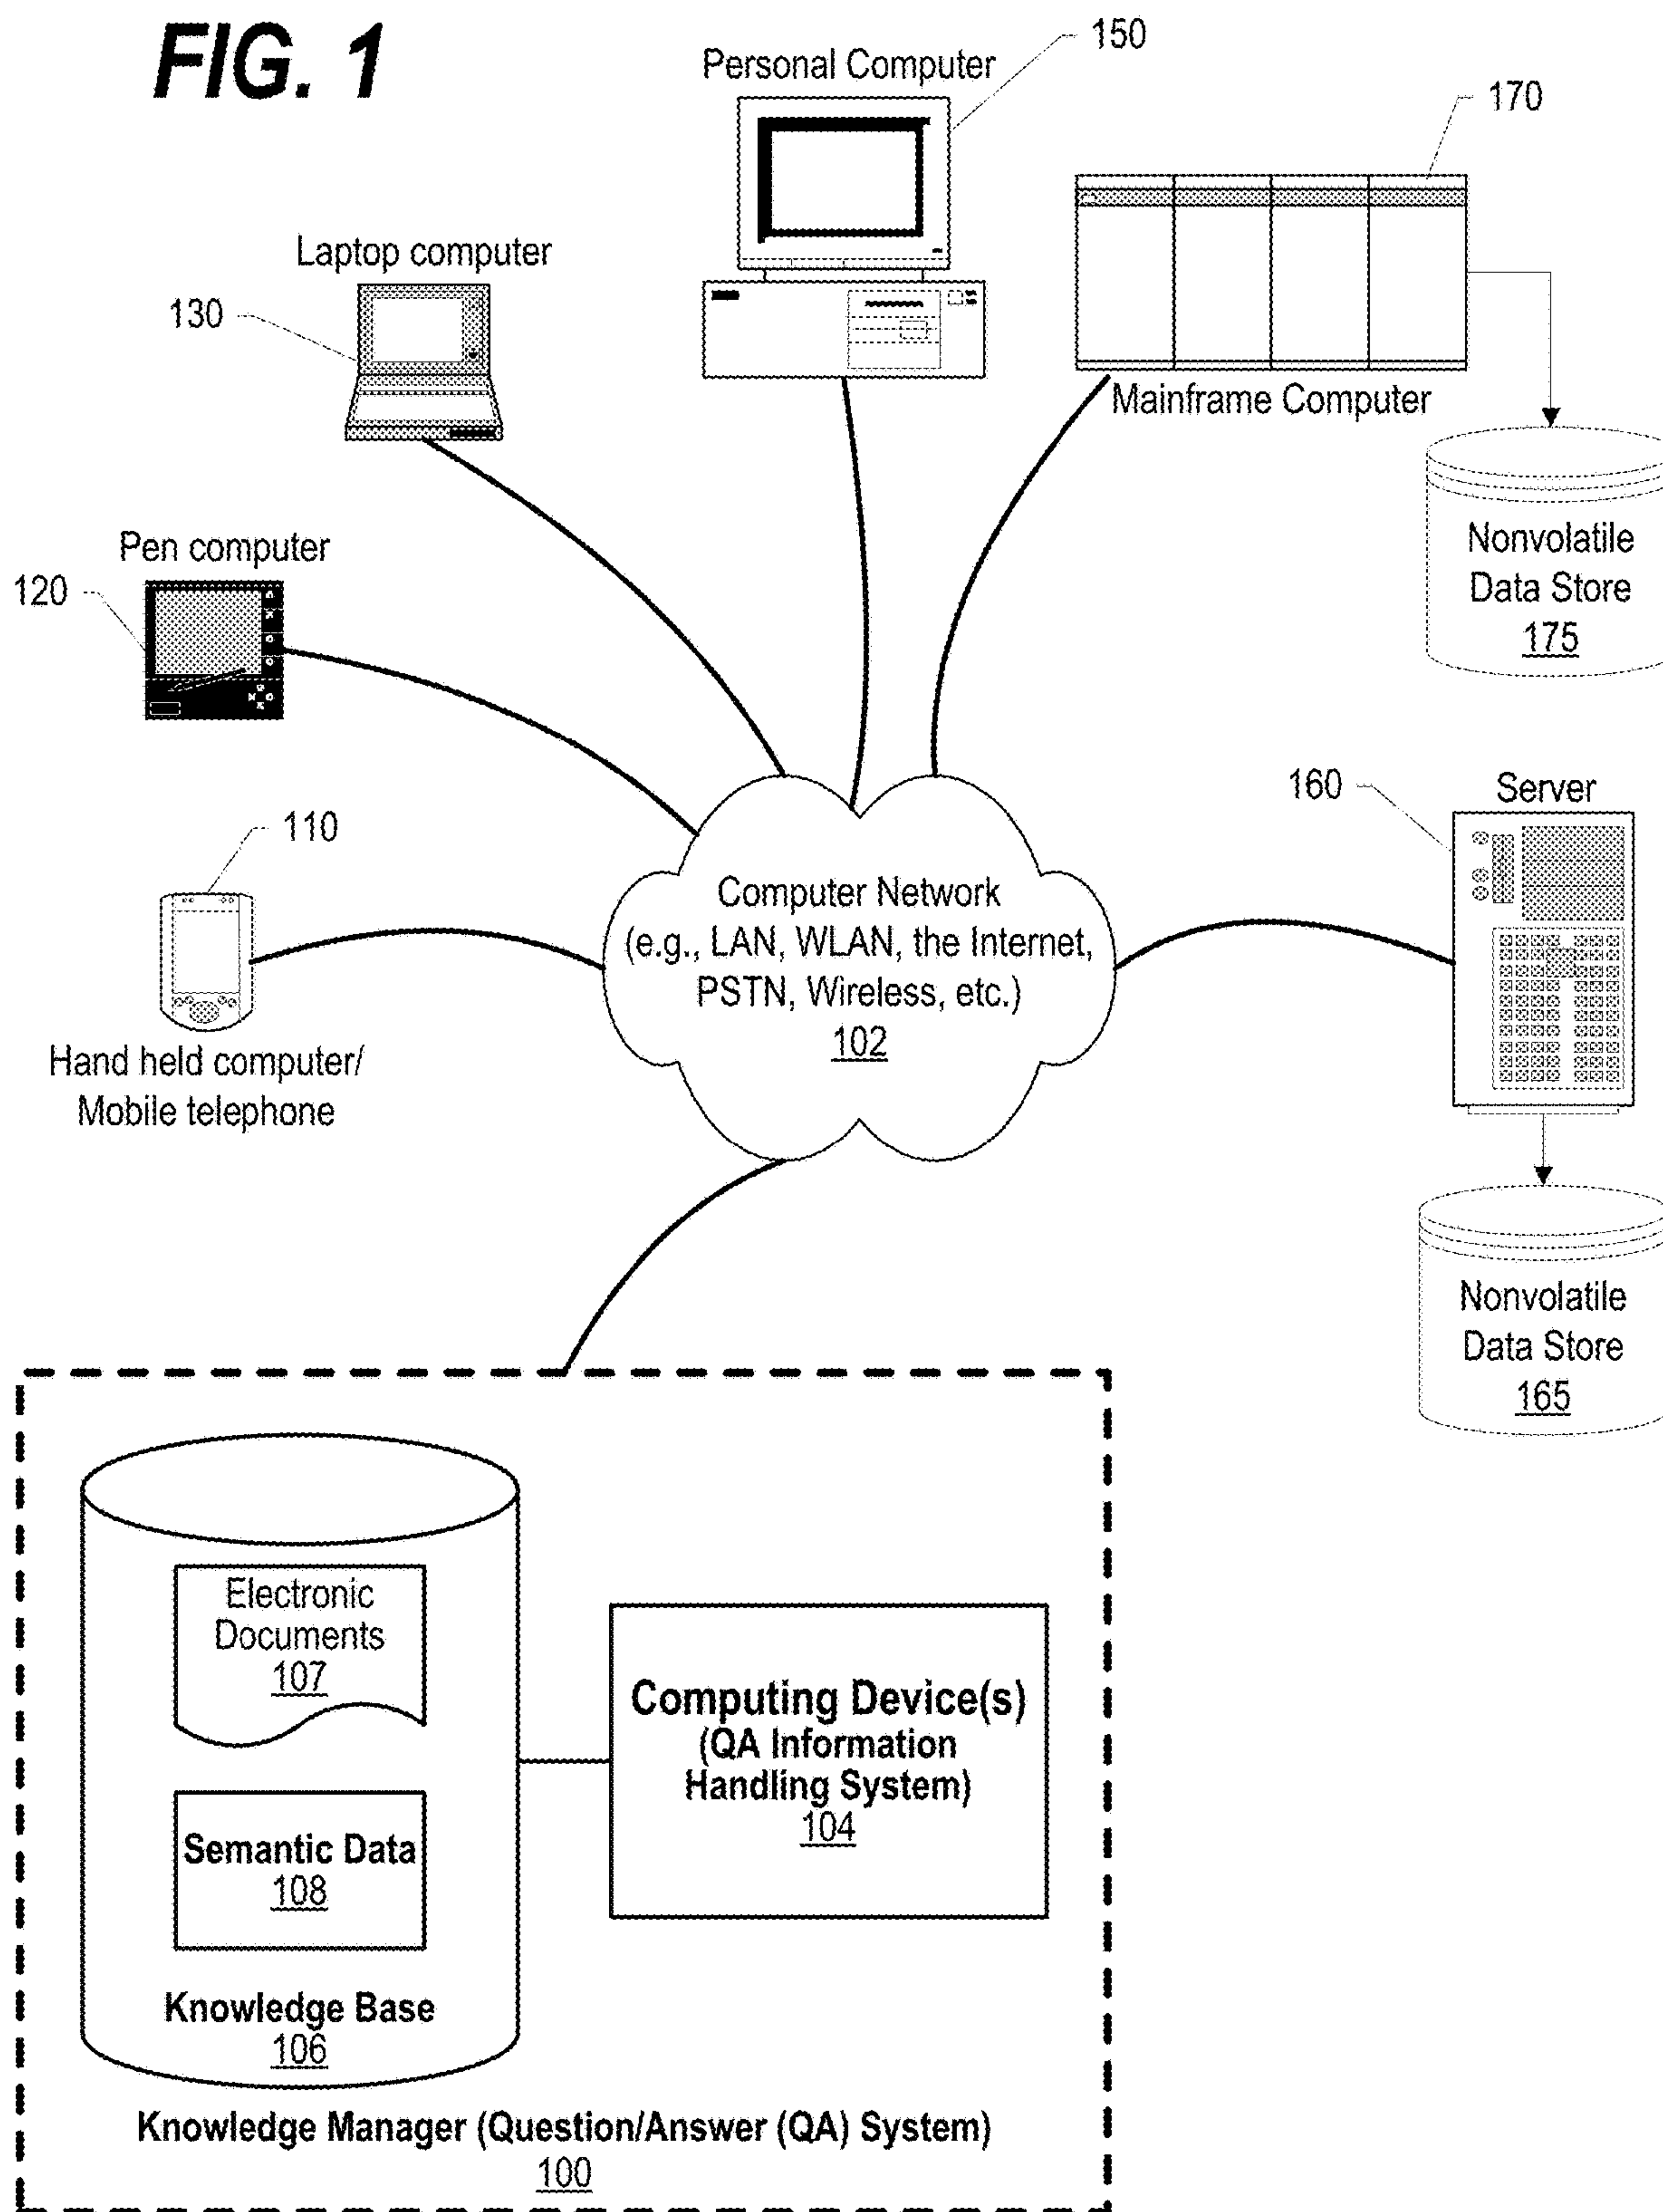 FIG. 1
Personal Computer
150
170
Laptop computer
130
Mainframe Computer
Nonvolatile
Data Store
175
Pen computer
120
160
Server
110
Hand held computer/
Mobile telephone
Computer Network
(e.g., LAN, WLAN, the Internet,
PSTN, Wireless, etc.)
102
Nonvolatile
Data Store
165
Electronic
Documents
107
Semantic Data
108
Knowledge Base
106
Computing Device(s)
(QA Information
Handling System)
104
Knowledge Manager (Question/Answer (QA) System)
100